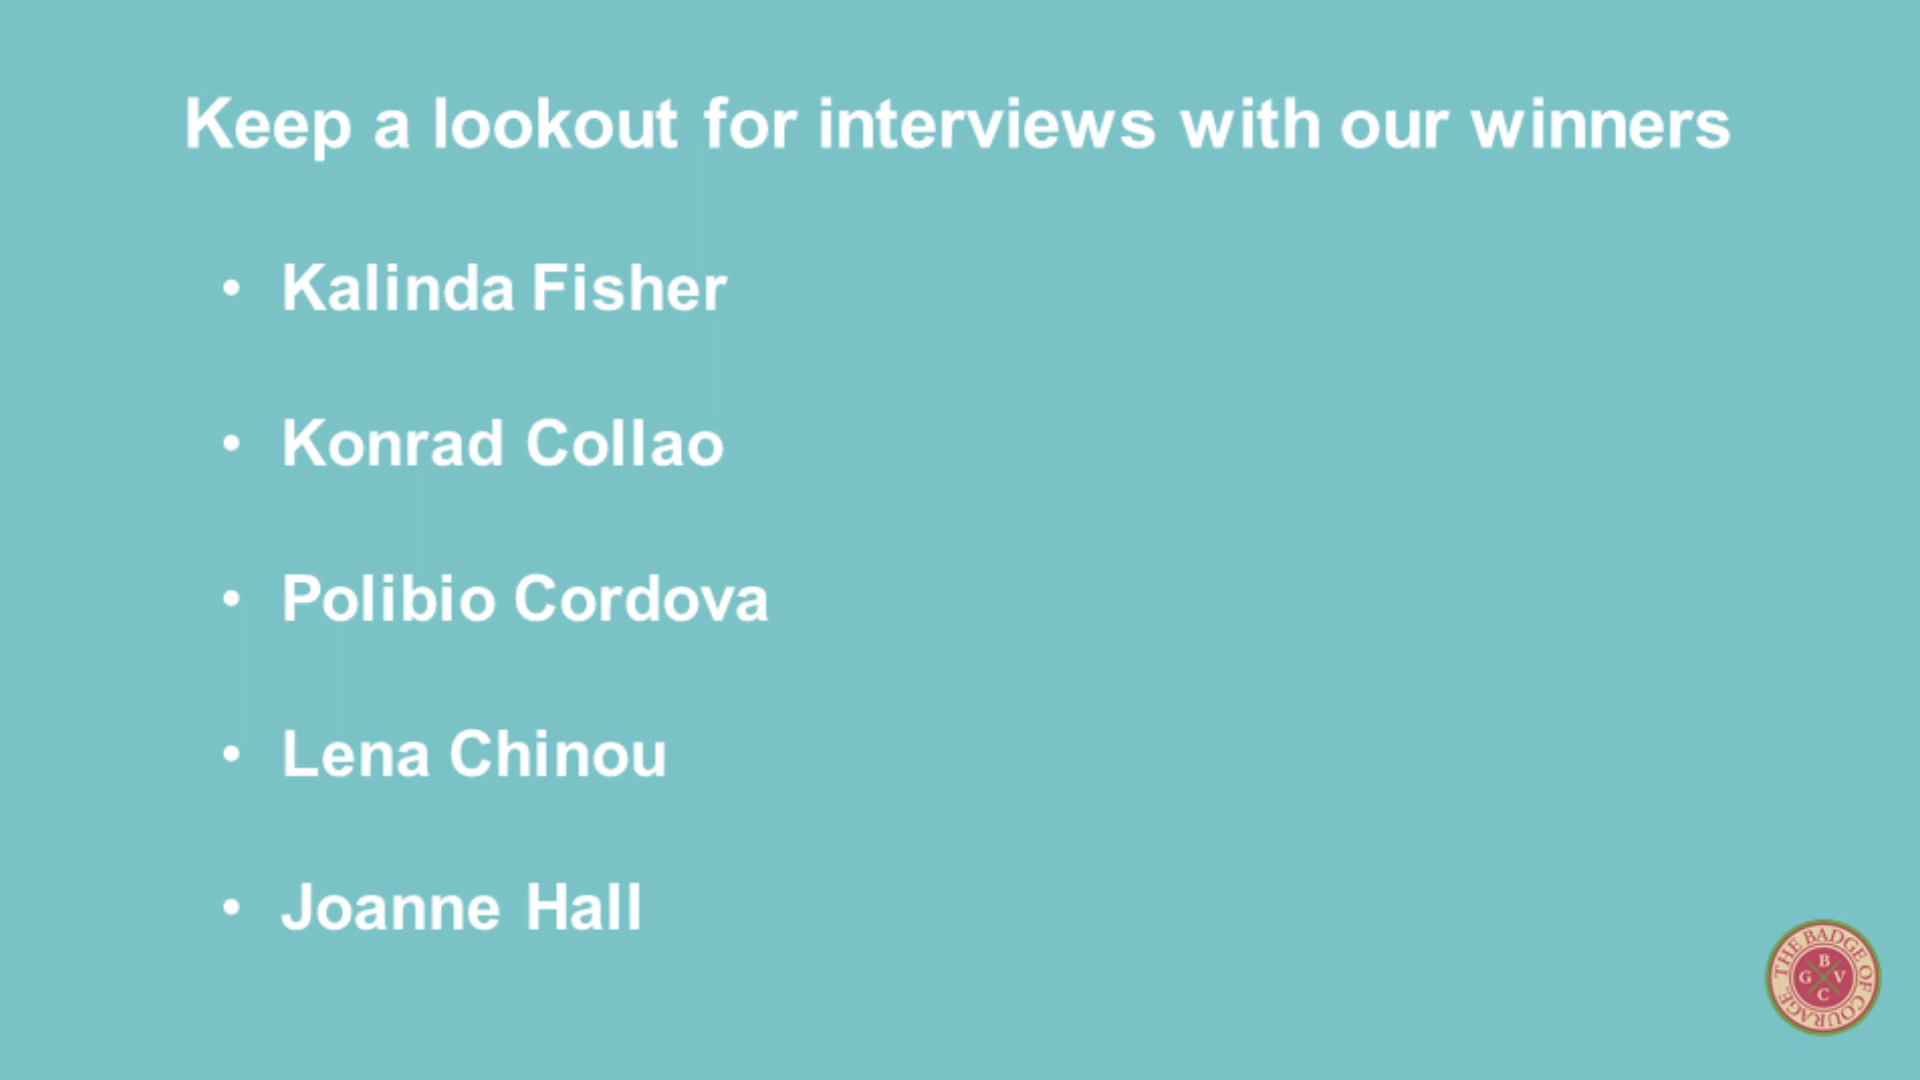 Keep a lookout for interviews with our winners
• Kalinda Fisher
• Konrad Collao
• Polibio Cordova
• Lena Chinou
• Joanne Hall
THE BADGE OF COURAGE
B
G V
C